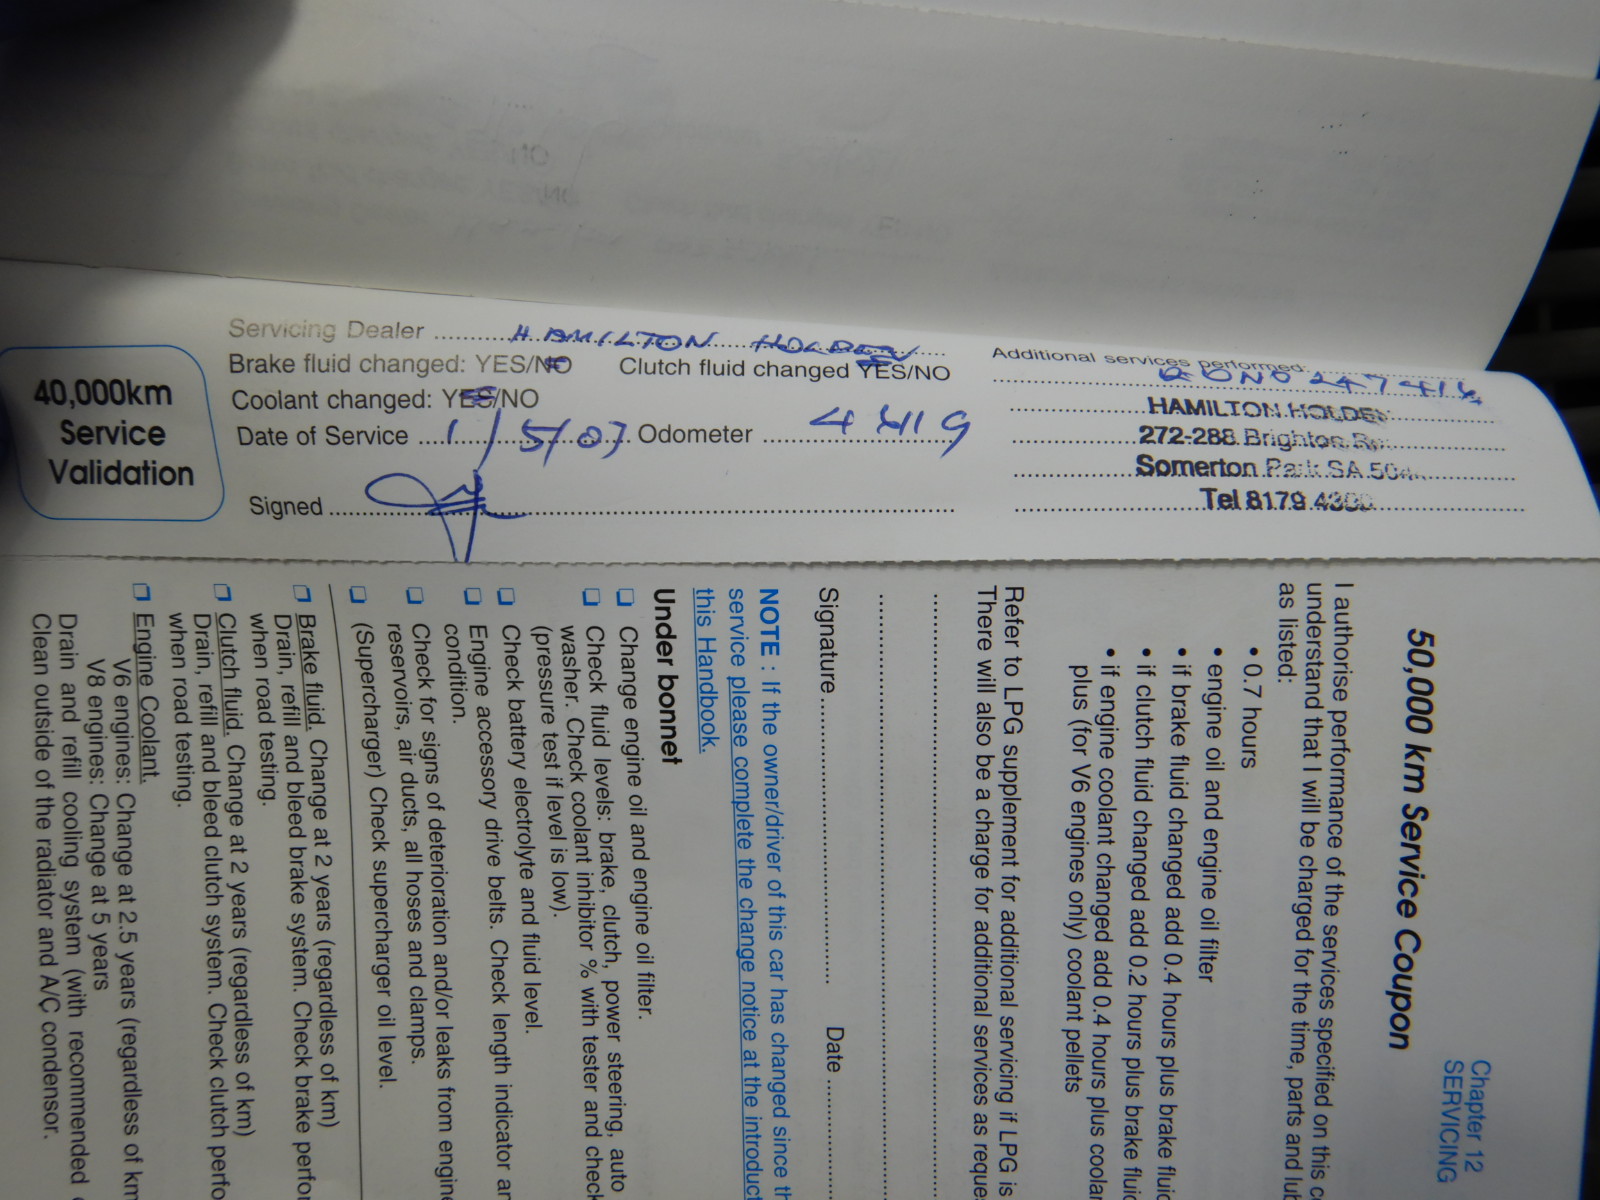 40,000km
Service
Validation
Servicing Dealer HAMILTON HOLDEN
Brake fluid changed: YES/NO Clutch fluid changed YES/NO
Coolant changed: YES/NO
Date of Service 1/5/07 Odometer
Signed
Additional services performed:
HAMILTON HOLDEN
272-288 Brighton
Somerton Park SA
Tel 8179
Chapter 12
SERVICING
50,000 km Service Coupon
I authorise performance of the services specified on this
understand that I will be charged for the time, parts and
as listed:
• 0.7 hours
• engine oil and engine oil filter
• if brake fluid changed add 0.4 hours plus brake
• if clutch fluid changed add 0.2 hours plus brake
• if engine coolant changed add 0.4 hours plus
plus (for V6 engines only) coolant pellets
Refer to LPG supplement for additional servicing if LPG is
There will also be a charge for additional services as
Signature Date
NOTE : If the owner/driver of this car has changed since
service please complete the change notice at the
this Handbook.
Under bonnet
❑ Change engine oil and engine oil filter.
❑ Check fluid levels: brake, clutch, power steering, auto
washer. Check coolant inhibitor % with tester and check
(pressure test if level is low).
❑ Check battery electrolyte and fluid level.
❑ Engine accessory drive belts. Check length indicator
condition.
❑ Check for signs of deterioration and/or leaks from
reservoirs, air ducts, all hoses and clamps.
❑ (Supercharger) Check supercharger oil level.
❑ Brake fluid. Change at 2 years (regardless of km)
Drain, refill and bleed brake system. Check brake
when road testing.
❑ Clutch fluid. Change at 2 years (regardless of km)
Drain, refill and bleed clutch system. Check clutch
when road testing.
❑ Engine Coolant.
V6 engines: Change at 2.5 years (regardless of
V8 engines: Change at 5 years
Drain and refill cooling system (with recommended
Clean outside of the radiator and A/C condensor.